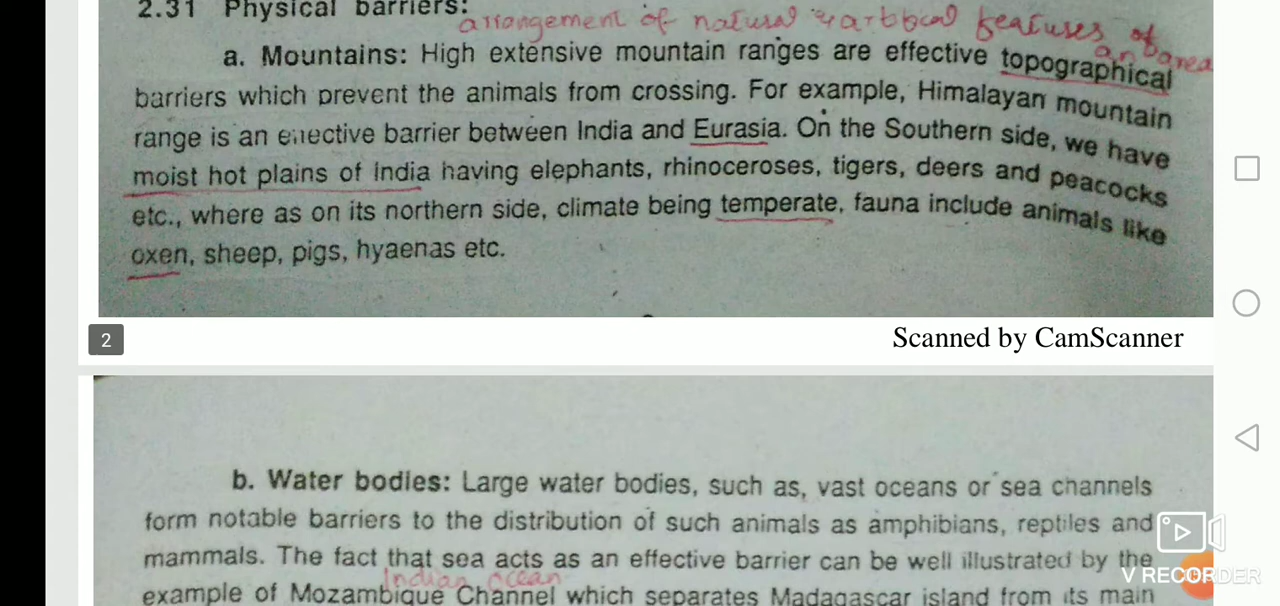 2.31 Physical barriers:
arrangement of natural & artificial features of
an area
a. Mountains: High extensive mountain ranges are effective topographical
barriers which prevent the animals from crossing. For example, Himalayan mountain
range is an effective barrier between India and Eurasia. On the Southern side, we have
moist hot plains of India having elephants, rhinoceroses, tigers, deers and peacocks
etc., where as on its northern side, climate being temperate, fauna include animals like
oxen, sheep, pigs, hyaenas etc.
2
Scanned by CamScanner
b. Water bodies: Large water bodies, such as, vast oceans or sea channels
form notable barriers to the distribution of such animals as amphibians, reptiles and
mammals. The fact that sea acts as an effective barrier can be well illustrated by the
Indian ocean
example of Mozambique Channel which separates Madagascar island from its main
V RECORDER